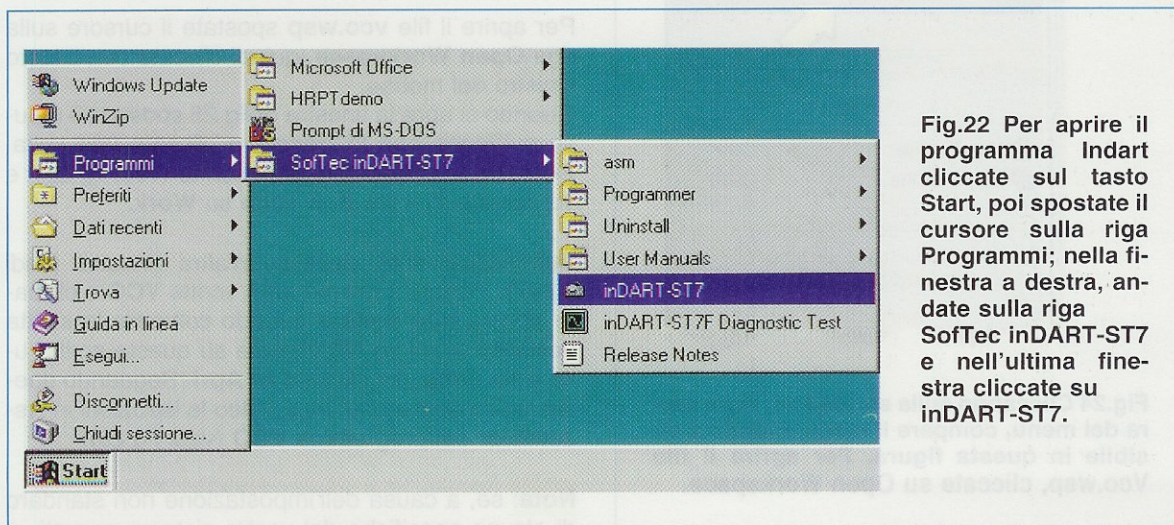 Windows Update
WinZip
Programmi
Preferiti
Dati recenti
Impostazioni
Trova
Guida in linea
Esegui...
Disconnetti...
Chiudi sessione...
Start
Microsoft Office
HRPTdemo
Prompt di MS-DOS
SofTec inDART-ST7
asm
Programmer
Uninstall
User Manuals
inDART-ST7
inDART-ST7F Diagnostic Test
Release Notes
Fig.22 Per aprire il
programma Indart
cliccate sul tasto
Start, poi spostate il
cursore sulla riga
Programmi; nella fi-
nestra a destra, an-
date sulla riga
SofTec inDART-ST7
e nell'ultima fine-
stra cliccate su
inDART-ST7.